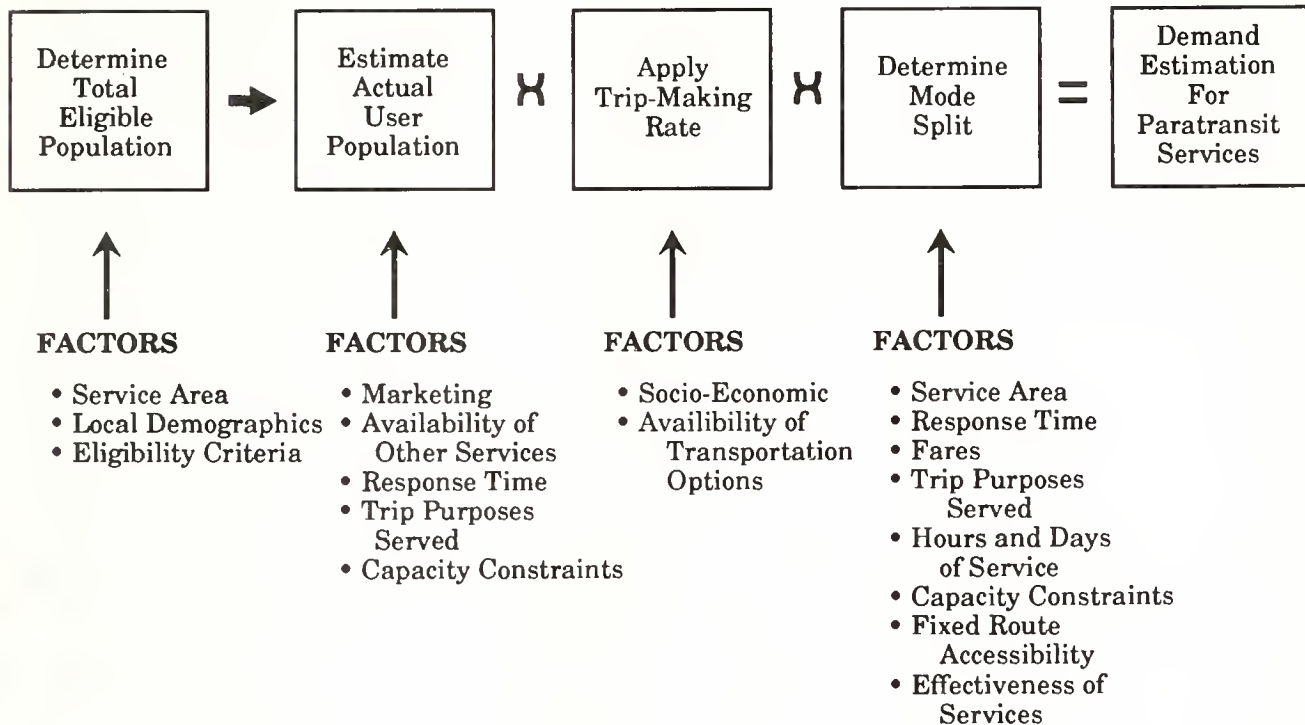 Determine
Total
Eligible
Population
Estimate
Actual
User
Population
X
Apply
Trip-Making
Rate
X
Determine
Mode
Split
=
Demand
Estimation
For
Paratransit
Services
FACTORS
• Service Area
• Local Demographics
• Eligibility Criteria
FACTORS
• Marketing
• Availability of
Other Services
• Response Time
• Trip Purposes
Served
• Capacity Constraints
FACTORS
• Socio-Economic
• Availibility of
Transportation
Options
FACTORS
• Service Area
• Response Time
• Fares
• Trip Purposes
Served
• Hours and Days
of Service
• Capacity Constraints
• Fixed Route
Accessibility
• Effectiveness of
Services